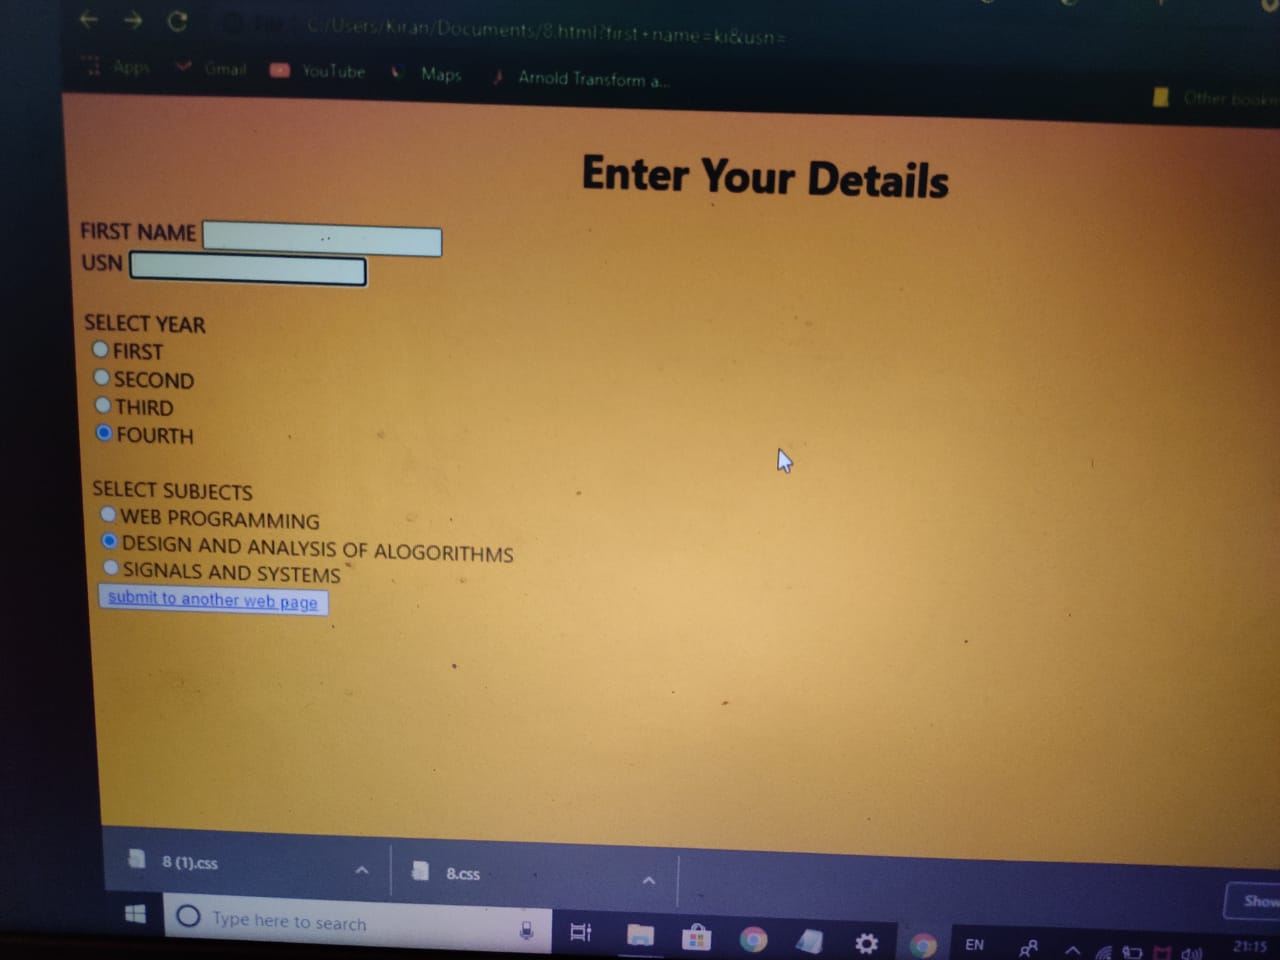 C:/Users/Kiran/Documents/8.html?first+name=ki&usn=
Apps Gmail YouTube Maps Arnold Transform a...
Other
Enter Your Details
FIRST NAME
USN
SELECT YEAR
FIRST
SECOND
THIRD
FOURTH
SELECT SUBJECTS
WEB PROGRAMMING
DESIGN AND ANALYSIS OF ALOGORITHMS
SIGNALS AND SYSTEMS
submit to another web page
8 (1).css 8.css
Show
Type here to search EN 21:15